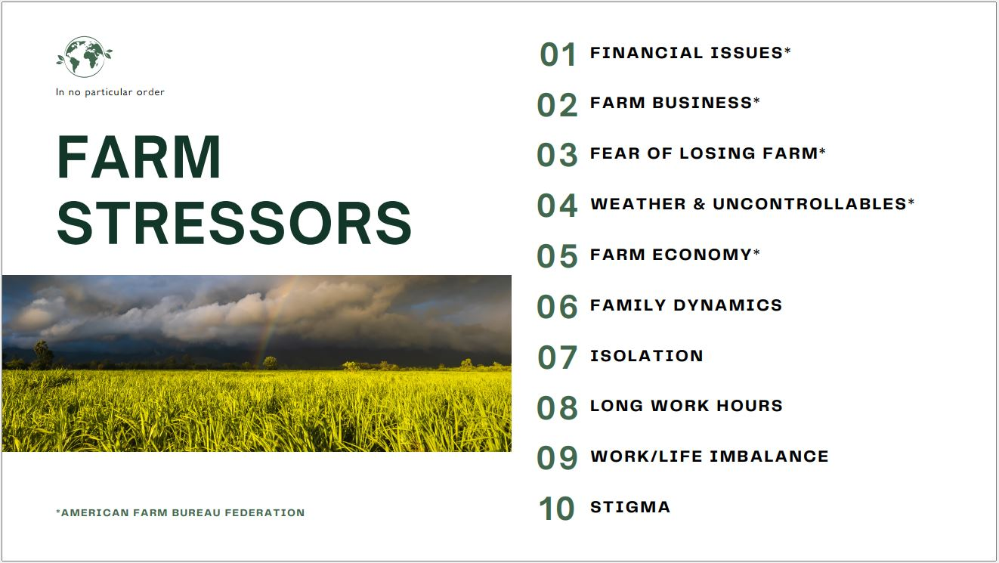 In no particular order
FARM
STRESSORS
*AMERICAN FARM BUREAU FEDERATION
01 FINANCIAL ISSUES*
02 FARM BUSINESS*
03 FEAR OF LOSING FARM*
04 WEATHER & UNCONTROLLABLES*
05 FARM ECONOMY*
06 FAMILY DYNAMICS
07 ISOLATION
08 LONG WORK HOURS
09 WORK/LIFE IMBALANCE
10 STIGMA